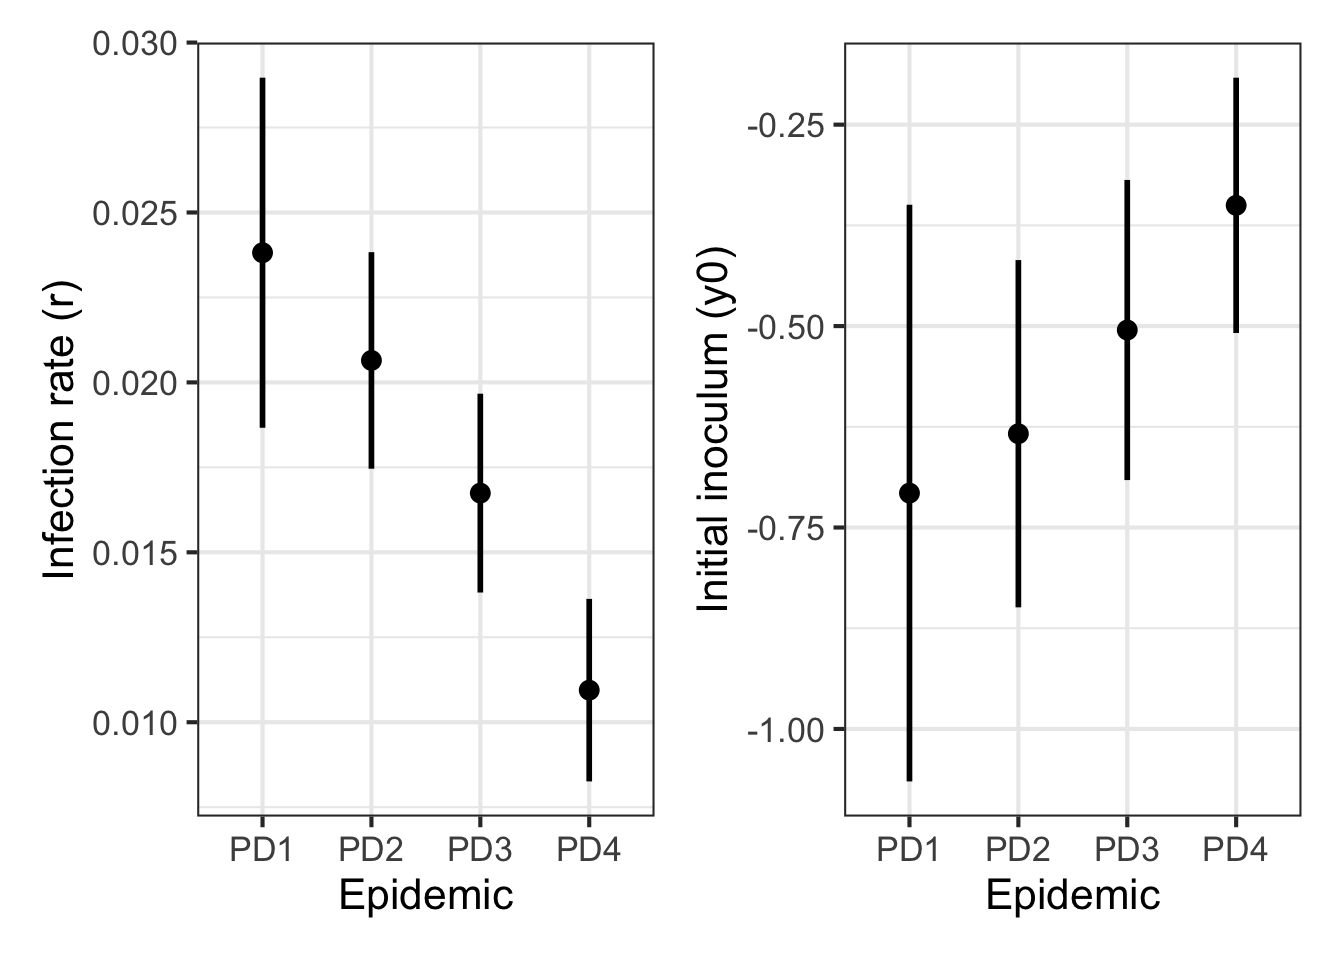 Infection rate (r)
0.030
0.025
0.020
0.015
0.010
PD1 PD2 PD3 PD4
Epidemic
Initial inoculum (y0)
-0.25
-0.50
-0.75
-1.00
PD1 PD2 PD3 PD4
Epidemic